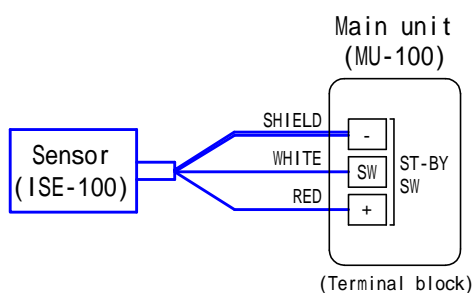 Main unit
(MU-100)
SHIELD
-
Sensor
(ISE-100)
WHITE
SW
ST-BY
SW
RED
+
(Terminal block)